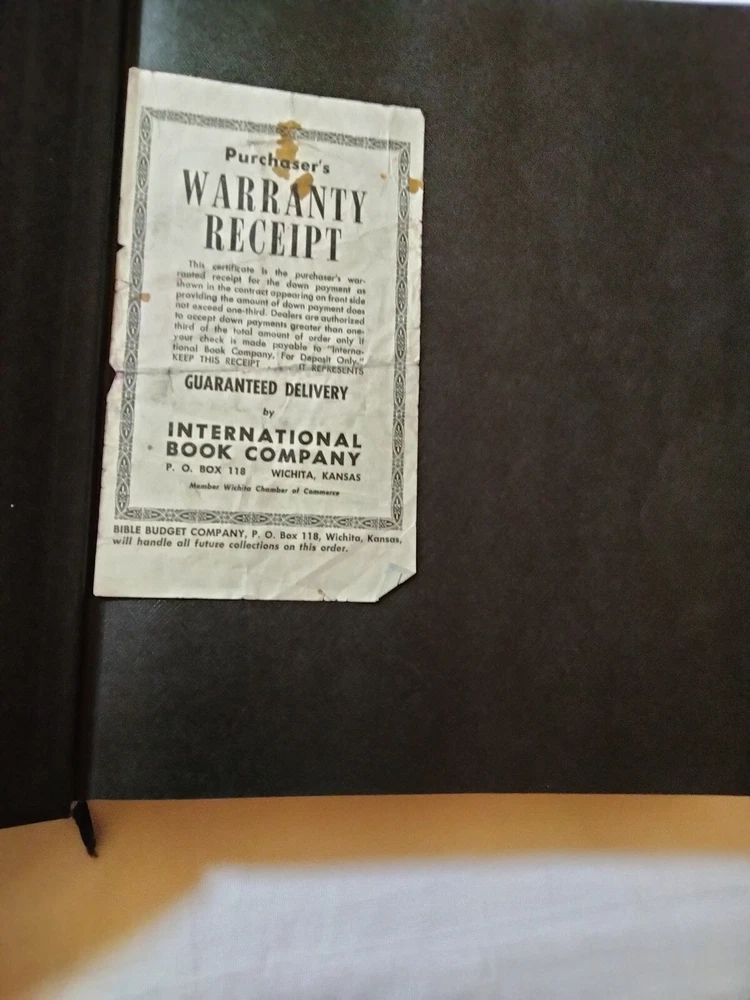 Purchaser's
WARRANTY
RECEIPT
This certificate is the purchaser's war-
ranted receipt for the down payment as
shown in the contract appearing on front side
providing the amount of down payment does
not exceed one-third. Dealers are authorized
to accept down payments greater than one-
third of the total amount of order only if
your check is made payable to "Interna-
tional Book Company, For Deposit Only."
KEEP THIS RECEIPT . . . . IT REPRESENTS
GUARANTEED DELIVERY
by
INTERNATIONAL
BOOK COMPANY
P. O. BOX 118 WICHITA, KANSAS
Member Wichita Chamber of Commerce
BIBLE BUDGET COMPANY, P. O. Box 118, Wichita, Kansas,
will handle all future collections on this order.